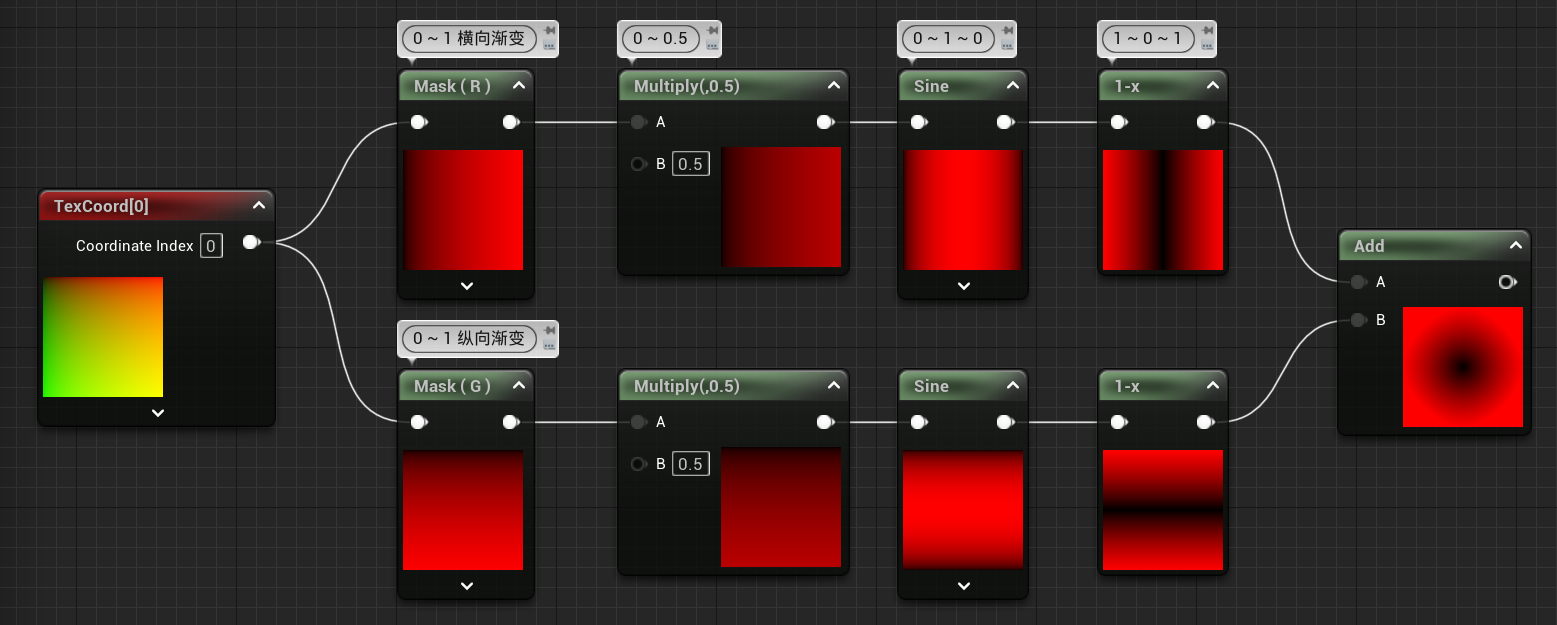 0 ~ 1 横向渐变
0 ~ 0.5
0 ~ 1 ~ 0
1 ~ 0 ~ 1
Mask ( R )
Multiply(,0.5)
Sine
1-x
A
B 0.5
TexCoord[0]
Coordinate Index 0
Add
A
B
0 ~ 1 纵向渐变
Mask ( G )
Multiply(,0.5)
Sine
1-x
A
B 0.5